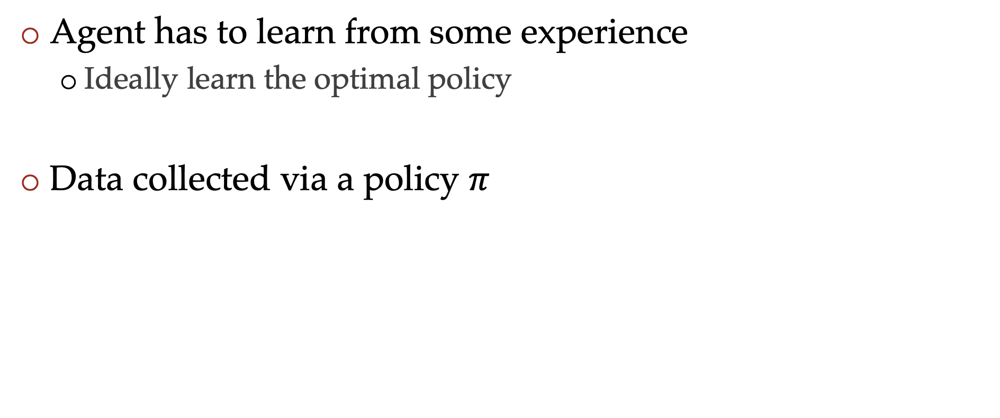 Agent has to learn from some experience
Ideally learn the optimal policy
Data collected via a policy π